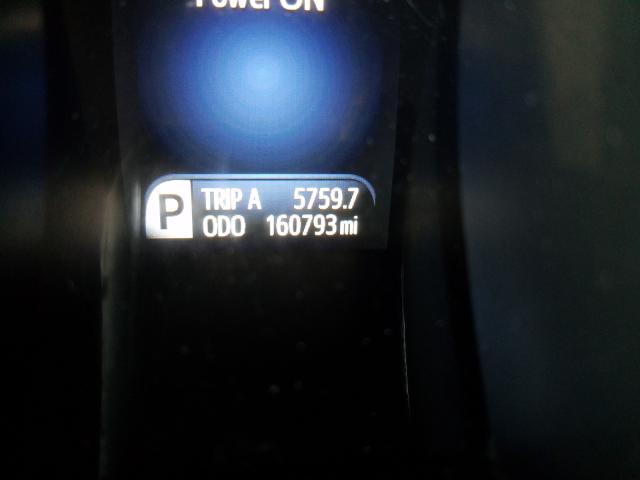 Power ON
P
TRIP A 5759.7
ODO 160793 mi